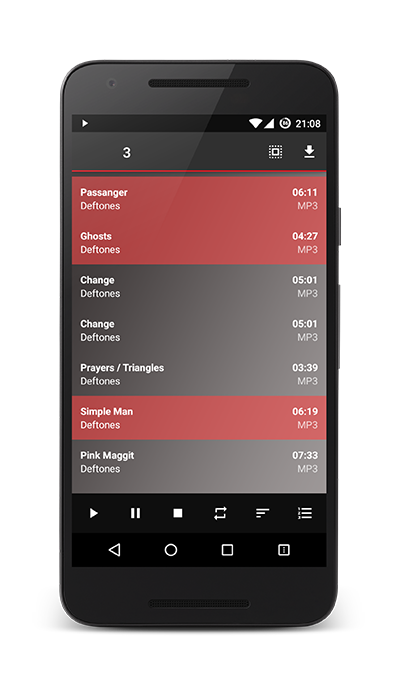 21:08
3
Passanger 06:11
Deftones MP3
Ghosts 04:27
Deftones MP3
Change 05:01
Deftones MP3
Change 05:01
Deftones MP3
Prayers / Triangles 03:39
Deftones MP3
Simple Man 06:19
Deftones MP3
Pink Maggit 07:33
Deftones MP3